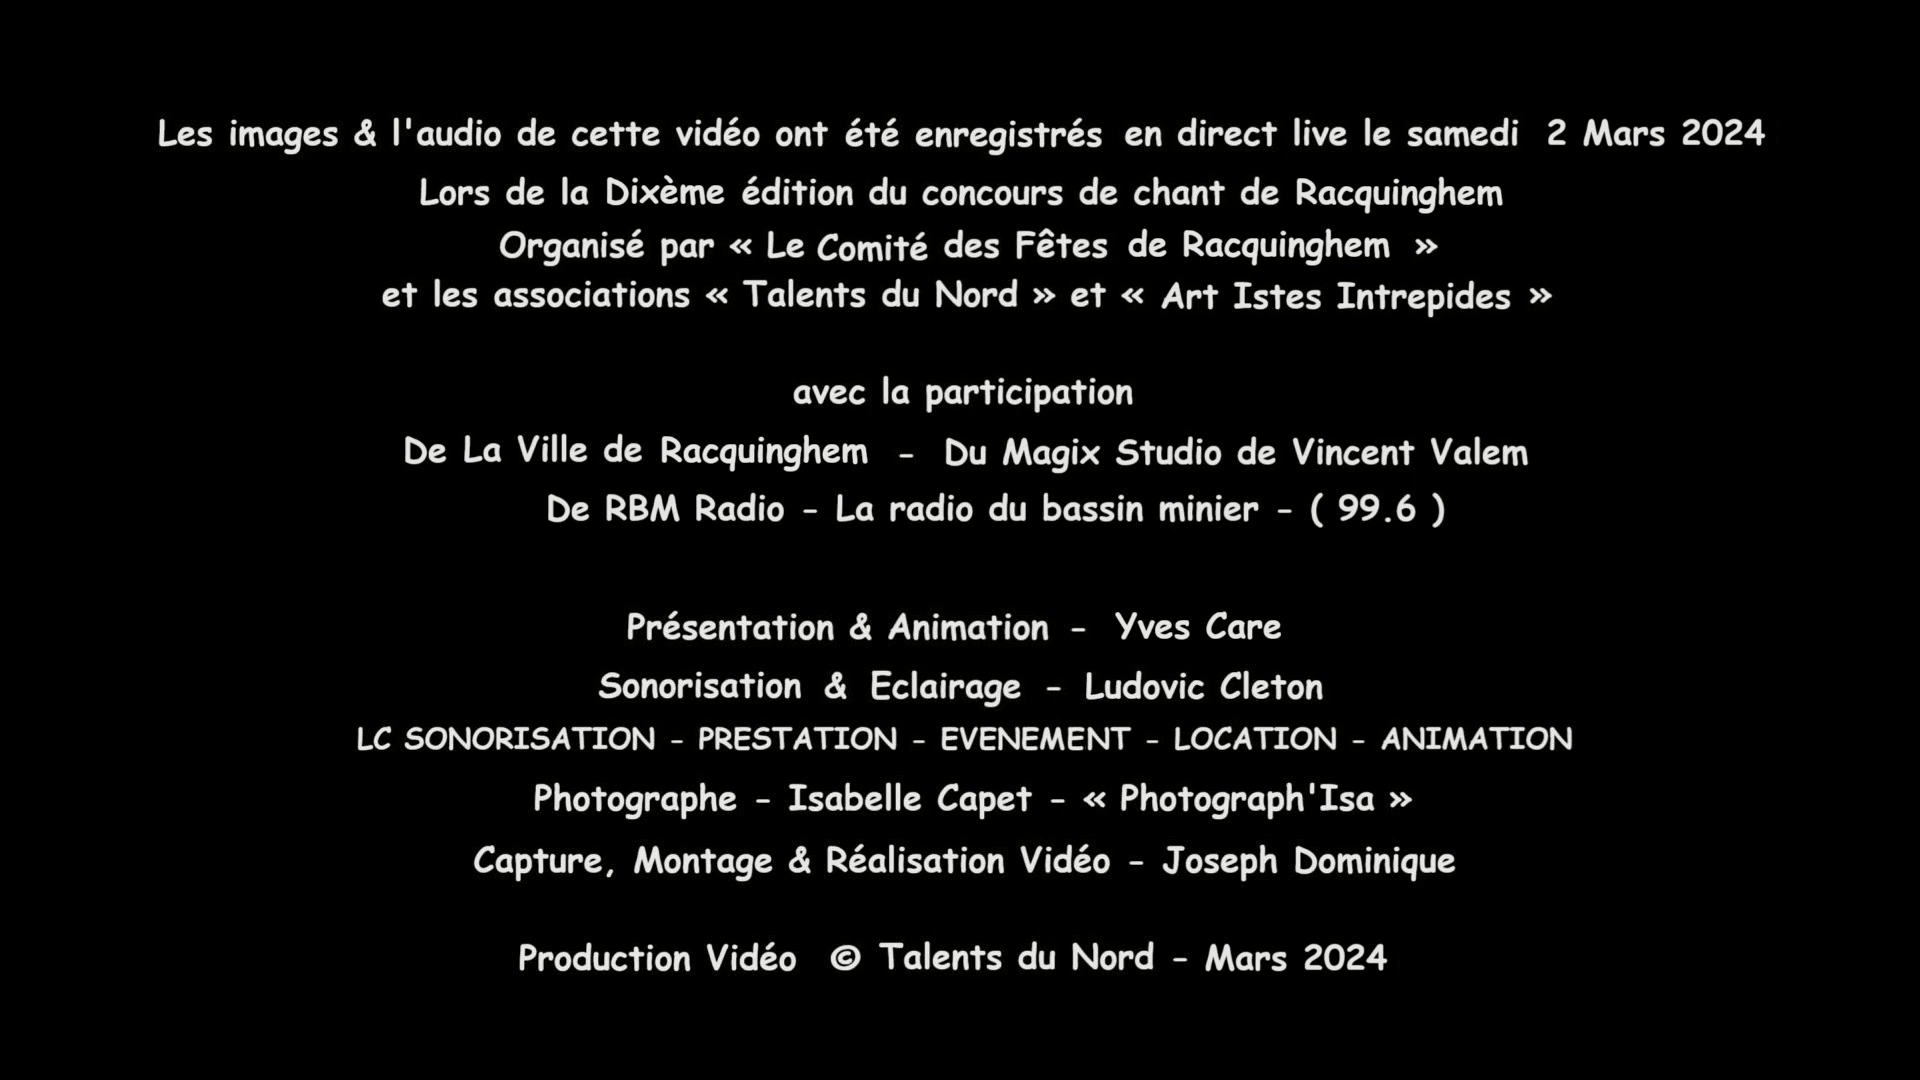 Les images & l'audio de cette vidéo ont été enregistrés en direct live le samedi 2 Mars 2024
Lors de la Dixème édition du concours de chant de Racquinghem
Organisé par « Le Comité des Fêtes de Racquinghem »
et les associations « Talents du Nord » et « Art Istes Intrepides »
avec la participation
De La Ville de Racquinghem - Du Magix Studio de Vincent Valem
De RBM Radio - La radio du bassin minier - ( 99.6 )
Présentation & Animation - Yves Care
Sonorisation & Eclairage - Ludovic Cleton
LC SONORISATION - PRESTATION - EVENEMENT - LOCATION - ANIMATION
Photographe - Isabelle Capet - « Photograph'Isa »
Capture, Montage & Réalisation Vidéo - Joseph Dominique
Production Vidéo © Talents du Nord - Mars 2024